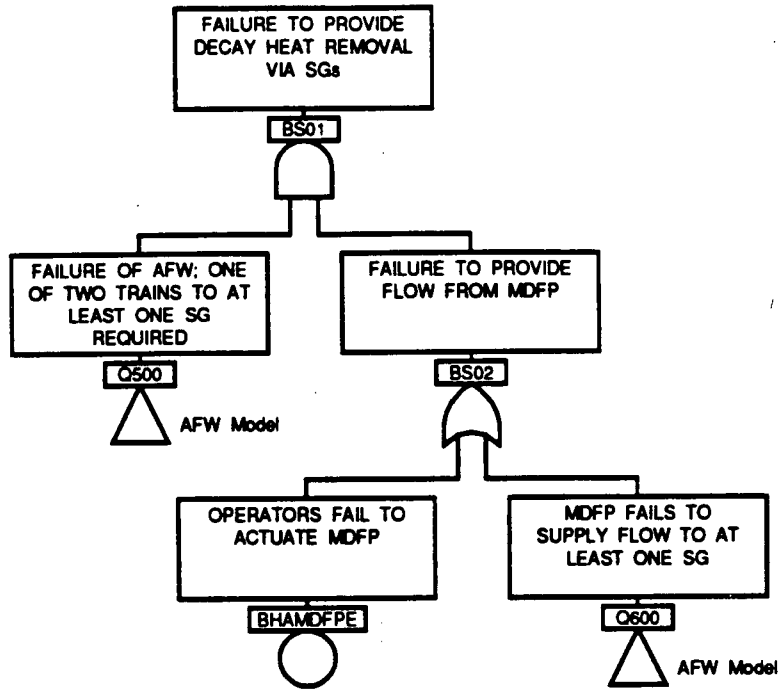 FAILURE TO PROVIDE
DECAY HEAT REMOVAL
VIA SGs
BS01
FAILURE OF AFW; ONE
OF TWO TRAINS TO AT
LEAST ONE SG
REQUIRED
Q500
AFW Model
FAILURE TO PROVIDE
FLOW FROM MDFP
BS02
OPERATORS FAIL TO
ACTUATE MDFP
BHAMDFPE
MDFP FAILS TO
SUPPLY FLOW TO AT
LEAST ONE SG
Q600
AFW Model